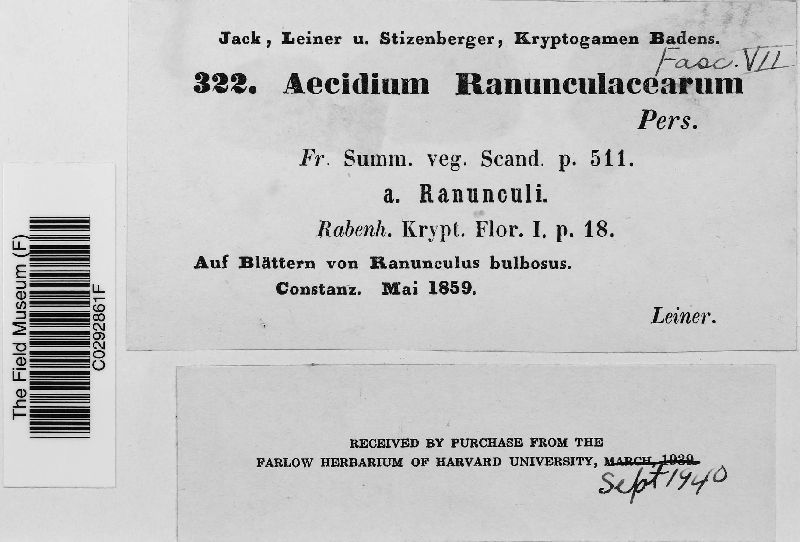 Jack, Leiner u. Stizenberger, Kryptogamen Badens.
Fasc. VII
322. Aecidium Ranunculacearum
Pers.
Fr. Summ. veg. Scand. p. 511.
a. Ranunculi.
Rabenh. Krypt. Flor. I. p. 18.
Auf Blättern von Ranunculus bulbosus.
Constanz. Mai 1859.
Leiner.
The Field Museum (F)
C0292861F
RECEIVED BY PURCHASE FROM THE
FARLOW HERBARIUM OF HARVARD UNIVERSITY, MARCH, 1939
Sept 1940